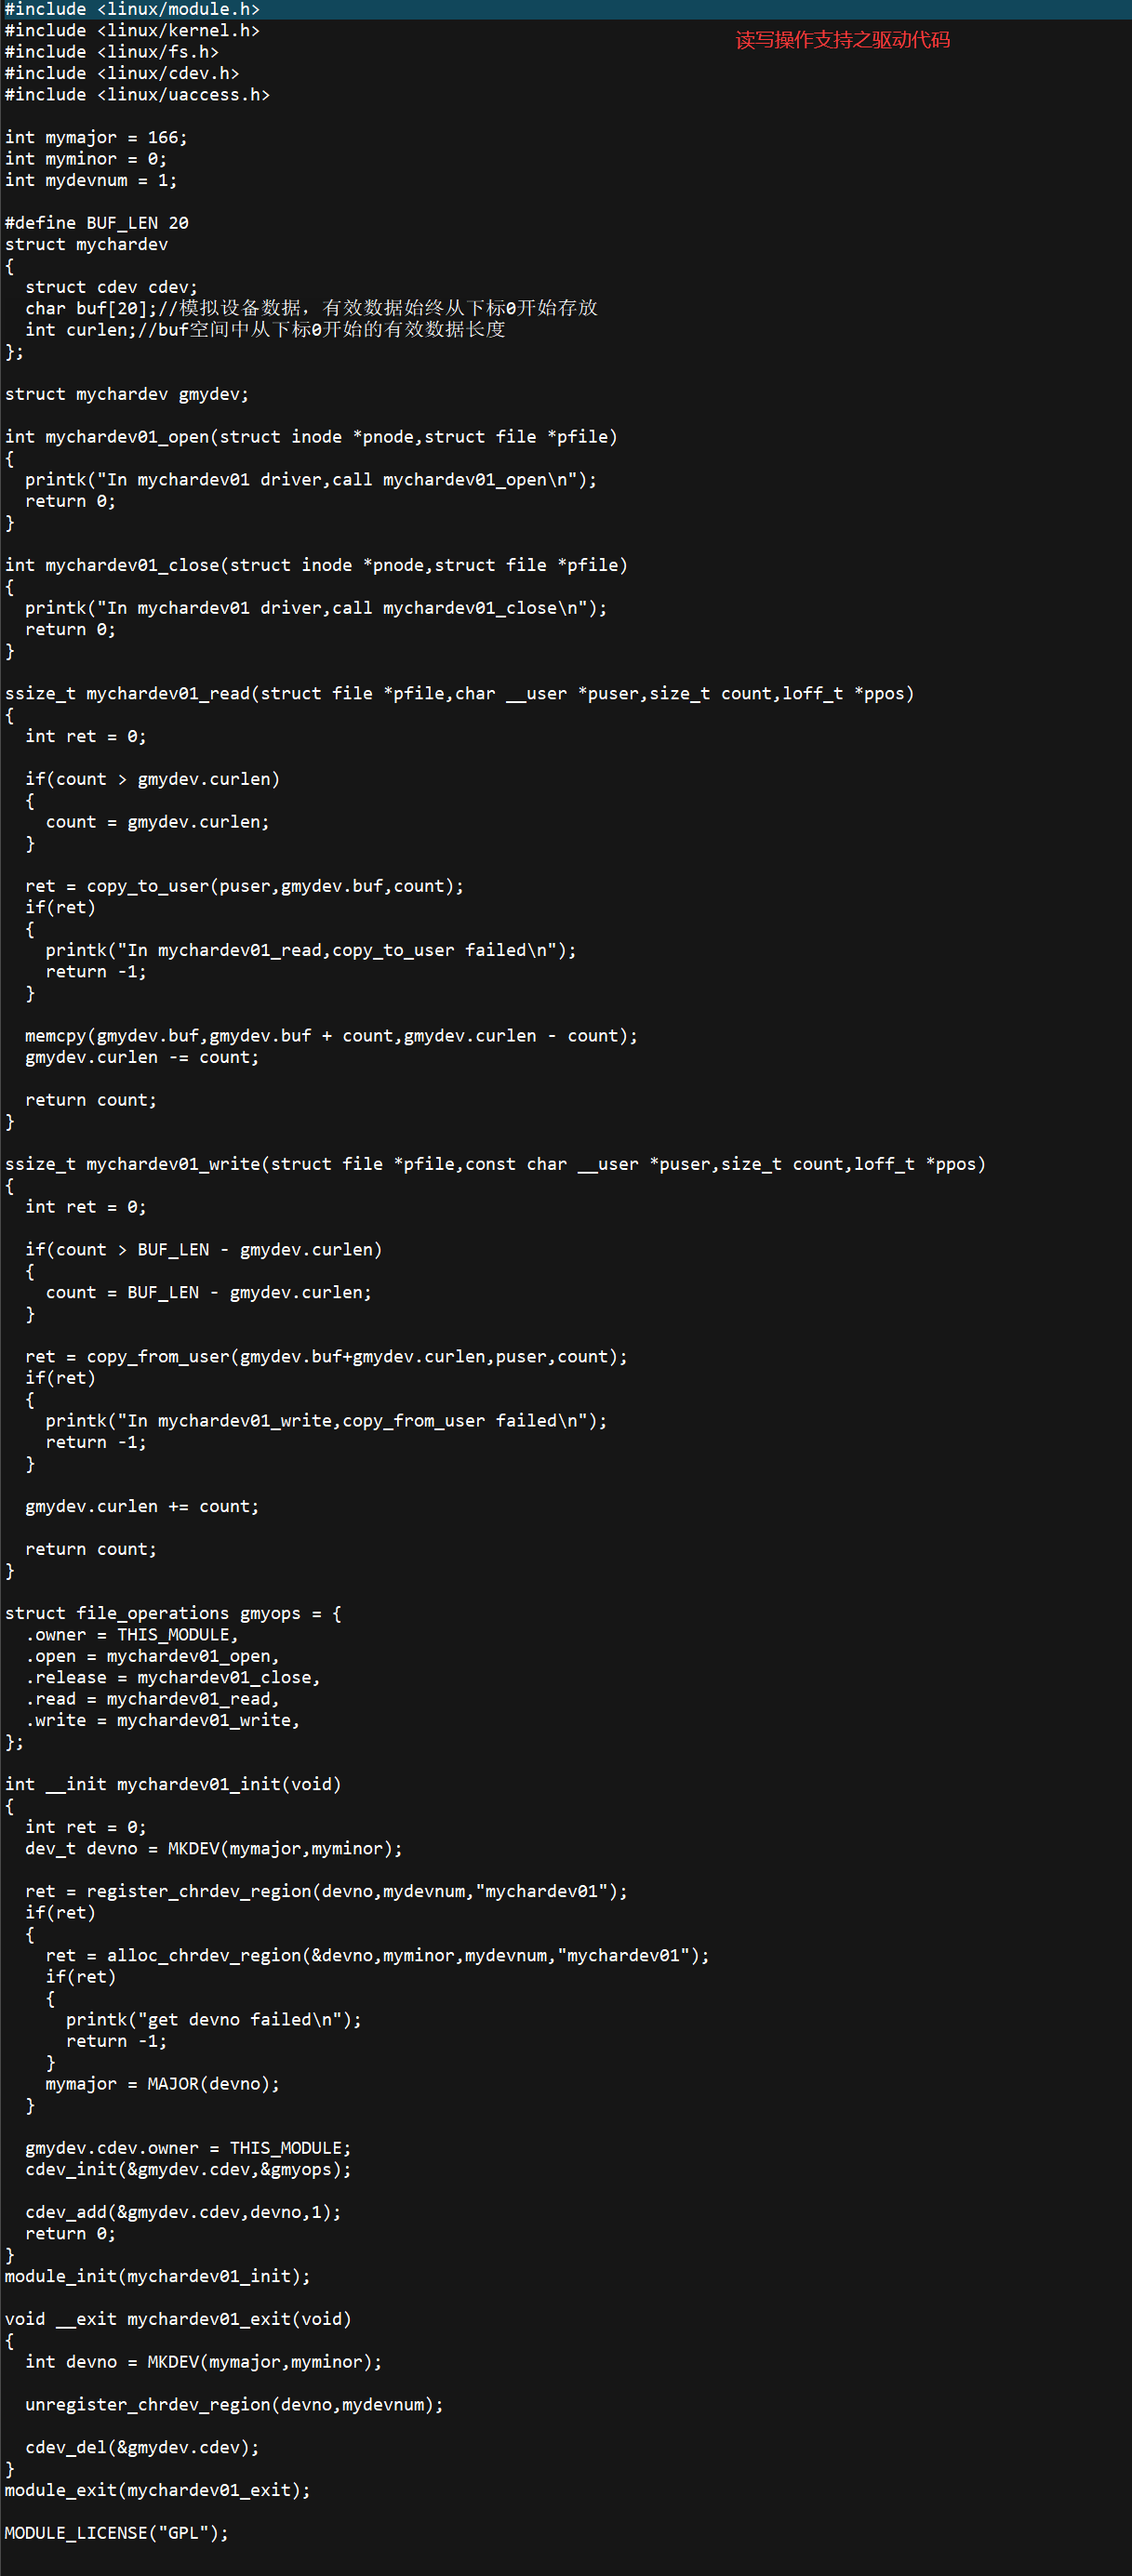 #include <linux/module.h>
#include <linux/kernel.h>
读写操作支持之驱动代码
#include <linux/fs.h>
#include <linux/cdev.h>
#include <linux/uaccess.h>

int mymajor = 166;
int myminor = 0;
int mydevnum = 1;

#define BUF_LEN 20
struct mychardev
{
  struct cdev cdev;
  char buf[20];//模拟设备数据，有效数据始终从下标0开始存放
  int curlen;//buf空间中从下标0开始的有效数据长度
};

struct mychardev gmydev;

int mychardev01_open(struct inode *pnode,struct file *pfile)
{
  printk("In mychardev01 driver,call mychardev01_open\n");
  return 0;
}

int mychardev01_close(struct inode *pnode,struct file *pfile)
{
  printk("In mychardev01 driver,call mychardev01_close\n");
  return 0;
}

ssize_t mychardev01_read(struct file *pfile,char __user *puser,size_t count,loff_t *ppos)
{
  int ret = 0;

  if(count > gmydev.curlen)
  {
    count = gmydev.curlen;
  }

  ret = copy_to_user(puser,gmydev.buf,count);
  if(ret)
  {
    printk("In mychardev01_read,copy_to_user failed\n");
    return -1;
  }

  memcpy(gmydev.buf,gmydev.buf + count,gmydev.curlen - count);
  gmydev.curlen -= count;

  return count;
}

ssize_t mychardev01_write(struct file *pfile,const char __user *puser,size_t count,loff_t *ppos)
{
  int ret = 0;

  if(count > BUF_LEN - gmydev.curlen)
  {
    count = BUF_LEN - gmydev.curlen;
  }

  ret = copy_from_user(gmydev.buf+gmydev.curlen,puser,count);
  if(ret)
  {
    printk("In mychardev01_write,copy_from_user failed\n");
    return -1;
  }

  gmydev.curlen += count;

  return count;
}

struct file_operations gmyops = {
  .owner = THIS_MODULE,
  .open = mychardev01_open,
  .release = mychardev01_close,
  .read = mychardev01_read,
  .write = mychardev01_write,
};

int __init mychardev01_init(void)
{
  int ret = 0;
  dev_t devno = MKDEV(mymajor,myminor);

  ret = register_chrdev_region(devno,mydevnum,"mychardev01");
  if(ret)
  {
    ret = alloc_chrdev_region(&devno,myminor,mydevnum,"mychardev01");
    if(ret)
    {
      printk("get devno failed\n");
      return -1;
    }
    mymajor = MAJOR(devno);
  }

  gmydev.cdev.owner = THIS_MODULE;
  cdev_init(&gmydev.cdev,&gmyops);

  cdev_add(&gmydev.cdev,devno,1);
  return 0;
}
module_init(mychardev01_init);

void __exit mychardev01_exit(void)
{
  int devno = MKDEV(mymajor,myminor);

  unregister_chrdev_region(devno,mydevnum);

  cdev_del(&gmydev.cdev);
}
module_exit(mychardev01_exit);

MODULE_LICENSE("GPL");